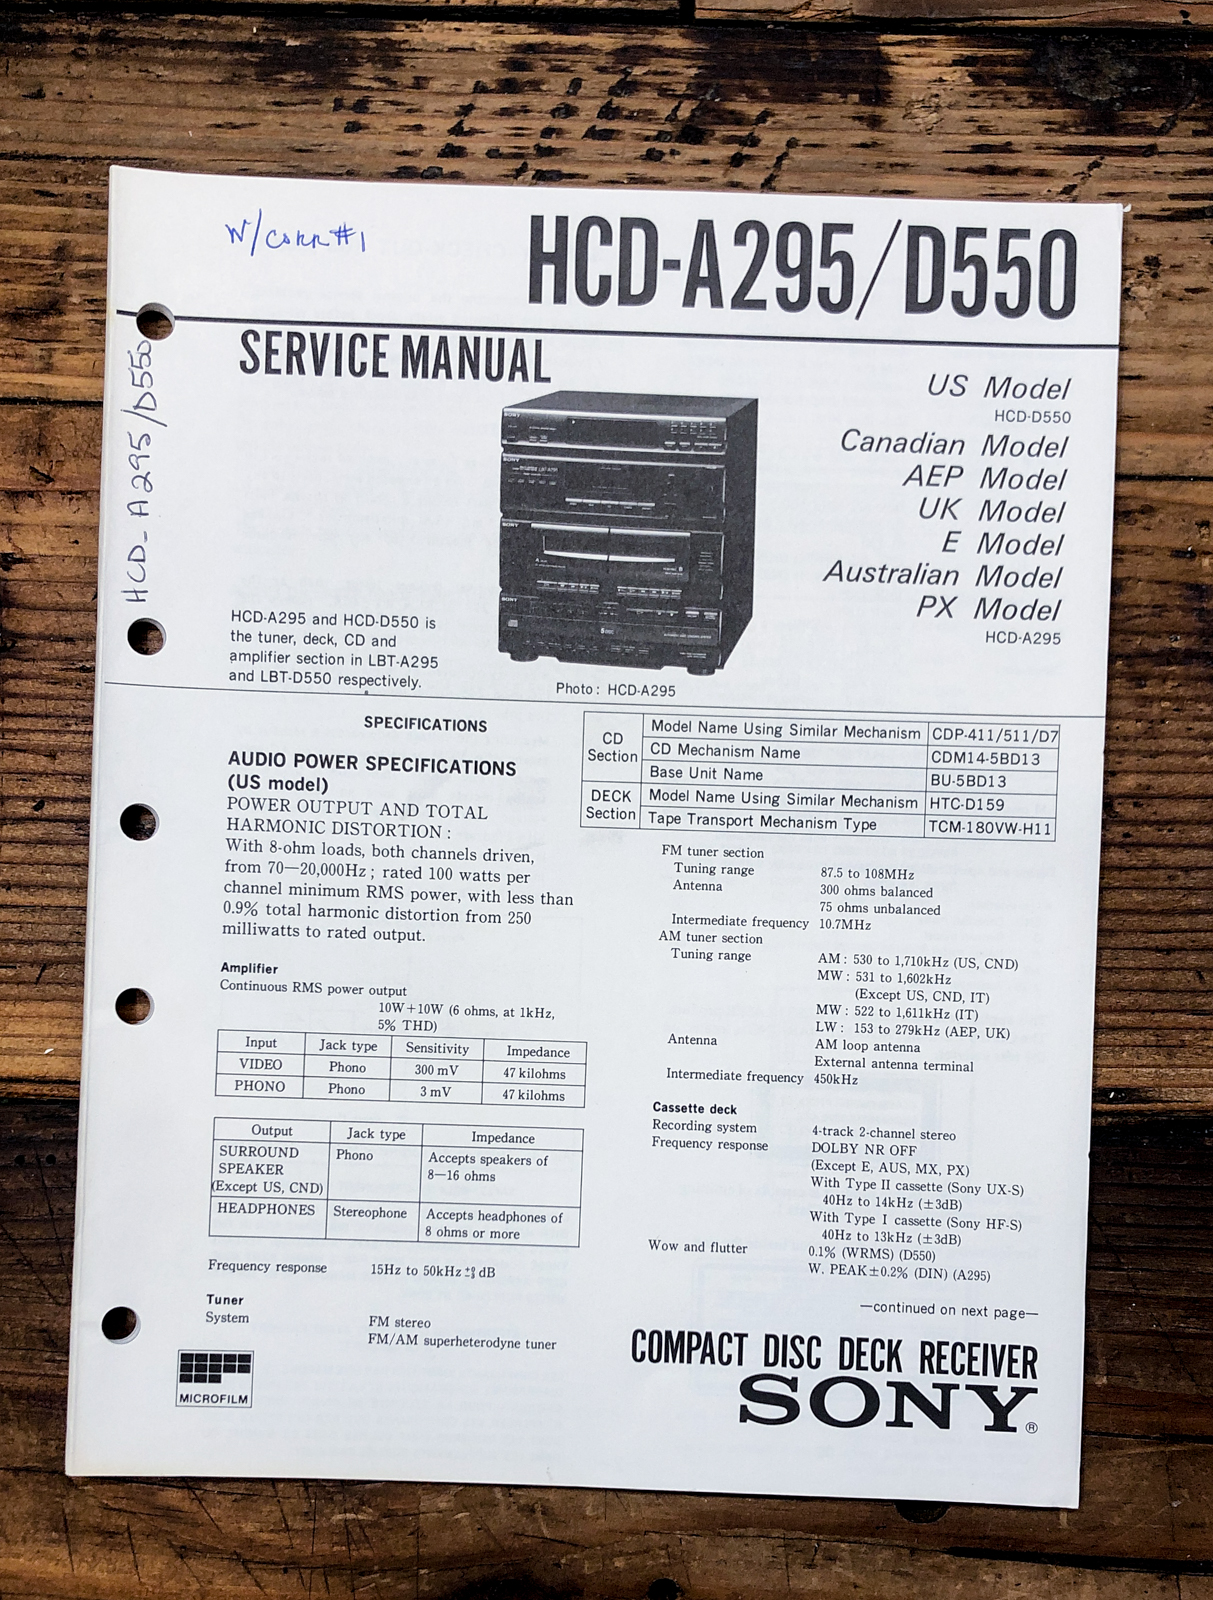 W/CORR #1
HCD-A295/D550
HCD-A295/D550
SERVICE MANUAL
US Model
HCD-D550
Canadian Model
AEP Model
UK Model
E Model
Australian Model
PX Model
HCD-A295
SONY
SONY
SONY
SONY
HCD-A295 and HCD-D550 is
the tuner, deck, CD and
amplifier section in LBT-A295
and LBT-D550 respectively.
Photo : HCD-A295
SPECIFICATIONS
AUDIO POWER SPECIFICATIONS
(US model)
POWER OUTPUT AND TOTAL
HARMONIC DISTORTION :
With 8-ohm loads, both channels driven,
from 70—20,000Hz ; rated 100 watts per
channel minimum RMS power, with less than
0.9% total harmonic distortion from 250
milliwatts to rated output.
Amplifier
Continuous RMS power output
10W+10W (6 ohms, at 1kHz,
5% THD)
Input Jack type Sensitivity Impedance
VIDEO Phono 300 mV 47 kilohms
PHONO Phono 3 mV 47 kilohms
Output Jack type Impedance
SURROUND Phono Accepts speakers of
SPEAKER 8—16 ohms
(Except US, CND)
HEADPHONES Stereophone Accepts headphones of
8 ohms or more
Frequency response 15Hz to 50kHz dB
Tuner
System FM stereo
FM/AM superheterodyne tuner
MICROFILM
CD Section Model Name Using Similar Mechanism CDP-411/511/D7
CD Mechanism Name CDM14-5BD13
Base Unit Name BU-5BD13
DECK Section Model Name Using Similar Mechanism HTC-D159
Tape Transport Mechanism Type TCM-180VW-H11
FM tuner section
Tuning range 87.5 to 108MHz
Antenna 300 ohms balanced
75 ohms unbalanced
Intermediate frequency 10.7MHz
AM tuner section
Tuning range AM : 530 to 1,710kHz (US, CND)
MW : 531 to 1,602kHz
(Except US, CND, IT)
MW : 522 to 1,611kHz (IT)
LW : 153 to 279kHz (AEP, UK)
Antenna AM loop antenna
External antenna terminal
Intermediate frequency 450kHz
Cassette deck
Recording system 4-track 2-channel stereo
Frequency response DOLBY NR OFF
(Except E, AUS, MX, PX)
With Type II cassette (Sony UX-S)
40Hz to 14kHz (±3dB)
With Type I cassette (Sony HF-S)
40Hz to 13kHz (±3dB)
Wow and flutter 0.1% (WRMS) (D550)
W. PEAK±0.2% (DIN) (A295)
—continued on next page—
COMPACT DISC DECK RECEIVER
SONY®